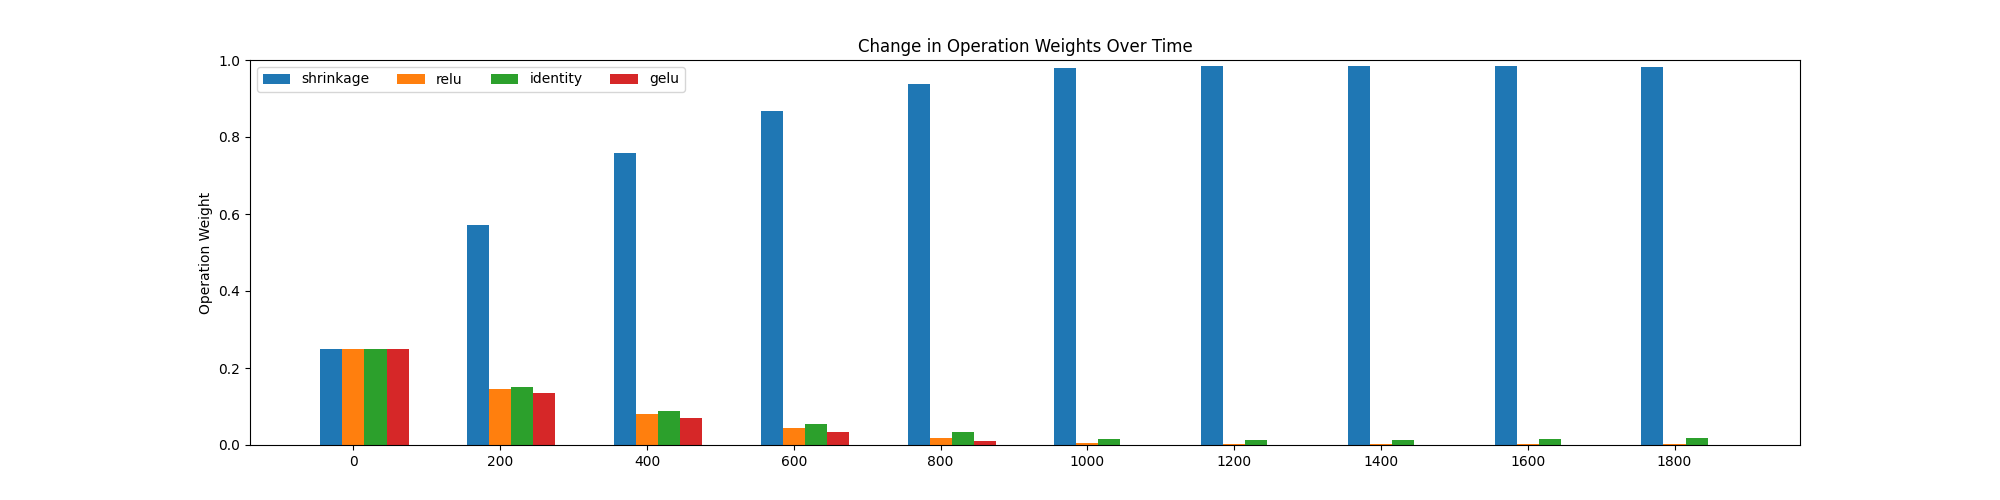 Change in Operation Weights Over Time
shrinkage relu identity gelu
Operation Weight
1.0
0.8
0.6
0.4
0.2
0.0
0 200 400 600 800 1000 1200 1400 1600 1800